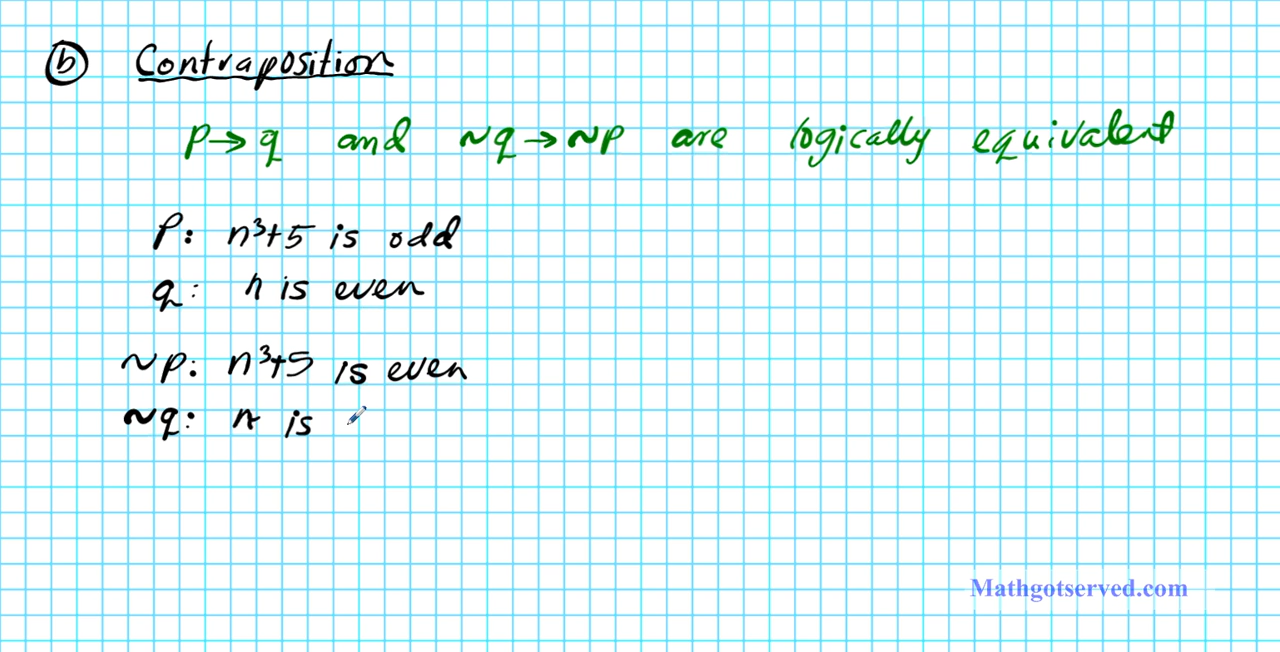 b Contraposition
p→q and ~q→~p are logically equivalent
P: n³+5 is odd
q: n is even
~p: n³+5 is even
~q: n is
Mathgotserved.com